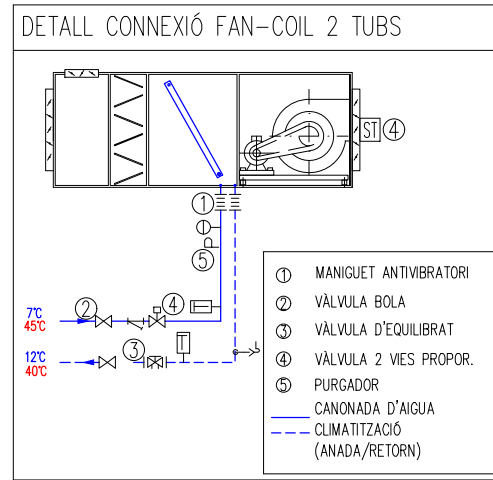 DETALL CONNEXIÓ FAN-COIL 2 TUBS
ST 4
1
5
2
4
7°C
45°C
3
T
12°C
40°C
1 MANIGUET ANTIVIBRATORI
2 VÀLVULA BOLA
3 VÀLVULA D'EQUILIBRAT
4 VÀLVULA 2 VIES PROPOR.
5 PURGADOR
CANONADA D'AIGUA
CLIMATITZACIÓ
(ANADA/RETORN)